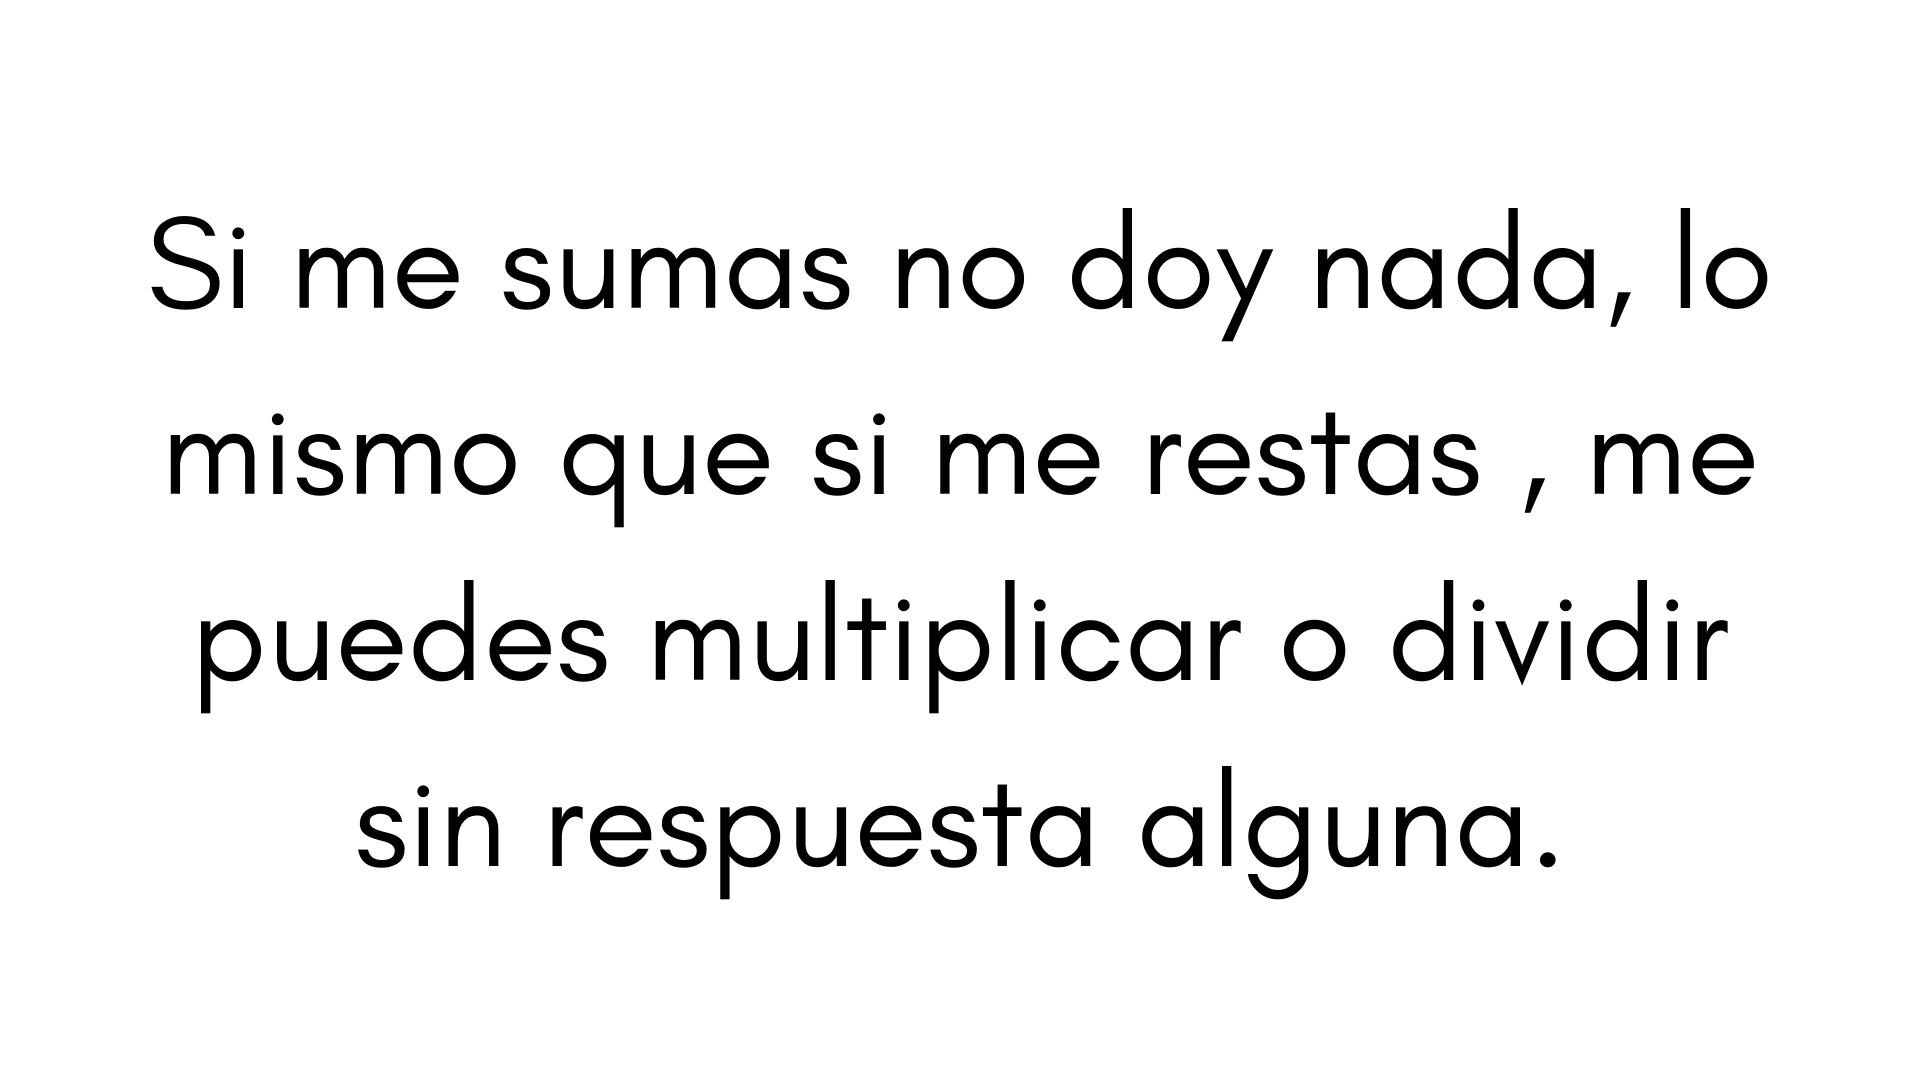 Si me sumas no doy nada, lo
mismo que si me restas , me
puedes multiplicar o dividir
sin respuesta alguna.